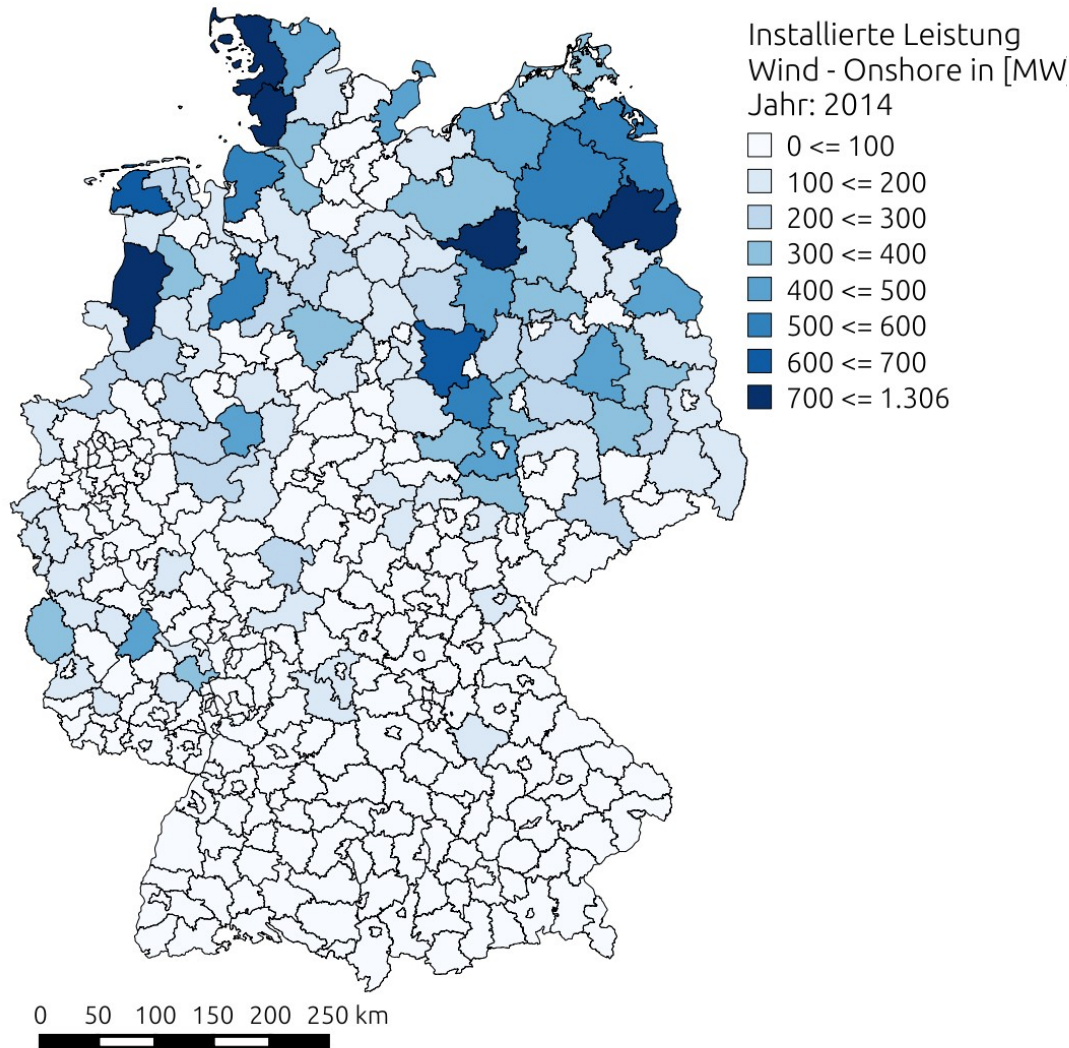 Installierte Leistung
Wind - Onshore in [MW]
Jahr: 2014
0 <= 100
100 <= 200
200 <= 300
300 <= 400
400 <= 500
500 <= 600
600 <= 700
700 <= 1.306
0 50 100 150 200 250 km